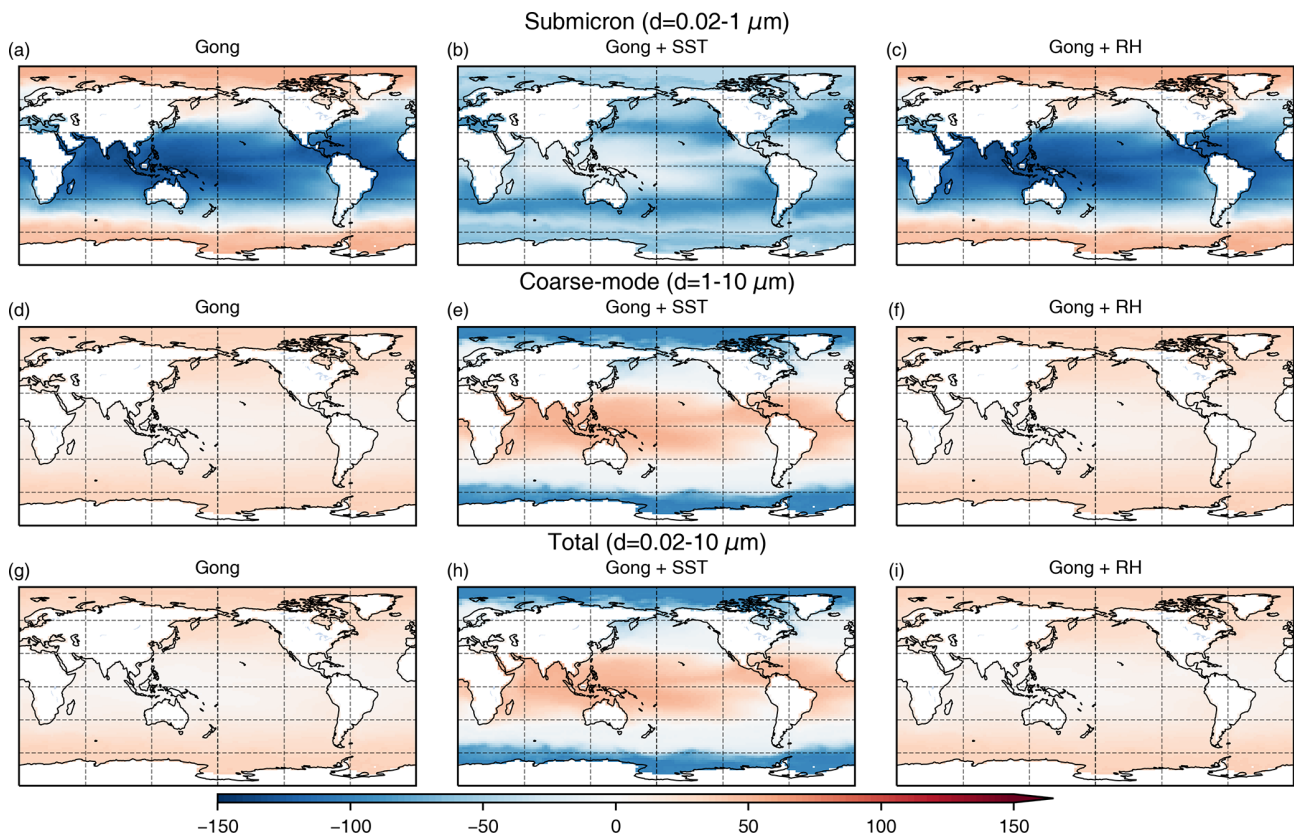 Submicron (d=0.02-1 μm)
(a) Gong (b) Gong + SST (c) Gong + RH
Coarse-mode (d=1-10 μm)
(d) Gong (e) Gong + SST (f) Gong + RH
Total (d=0.02-10 μm)
(g) Gong (h) Gong + SST (i) Gong + RH
−150 −100 −50 0 50 100 150